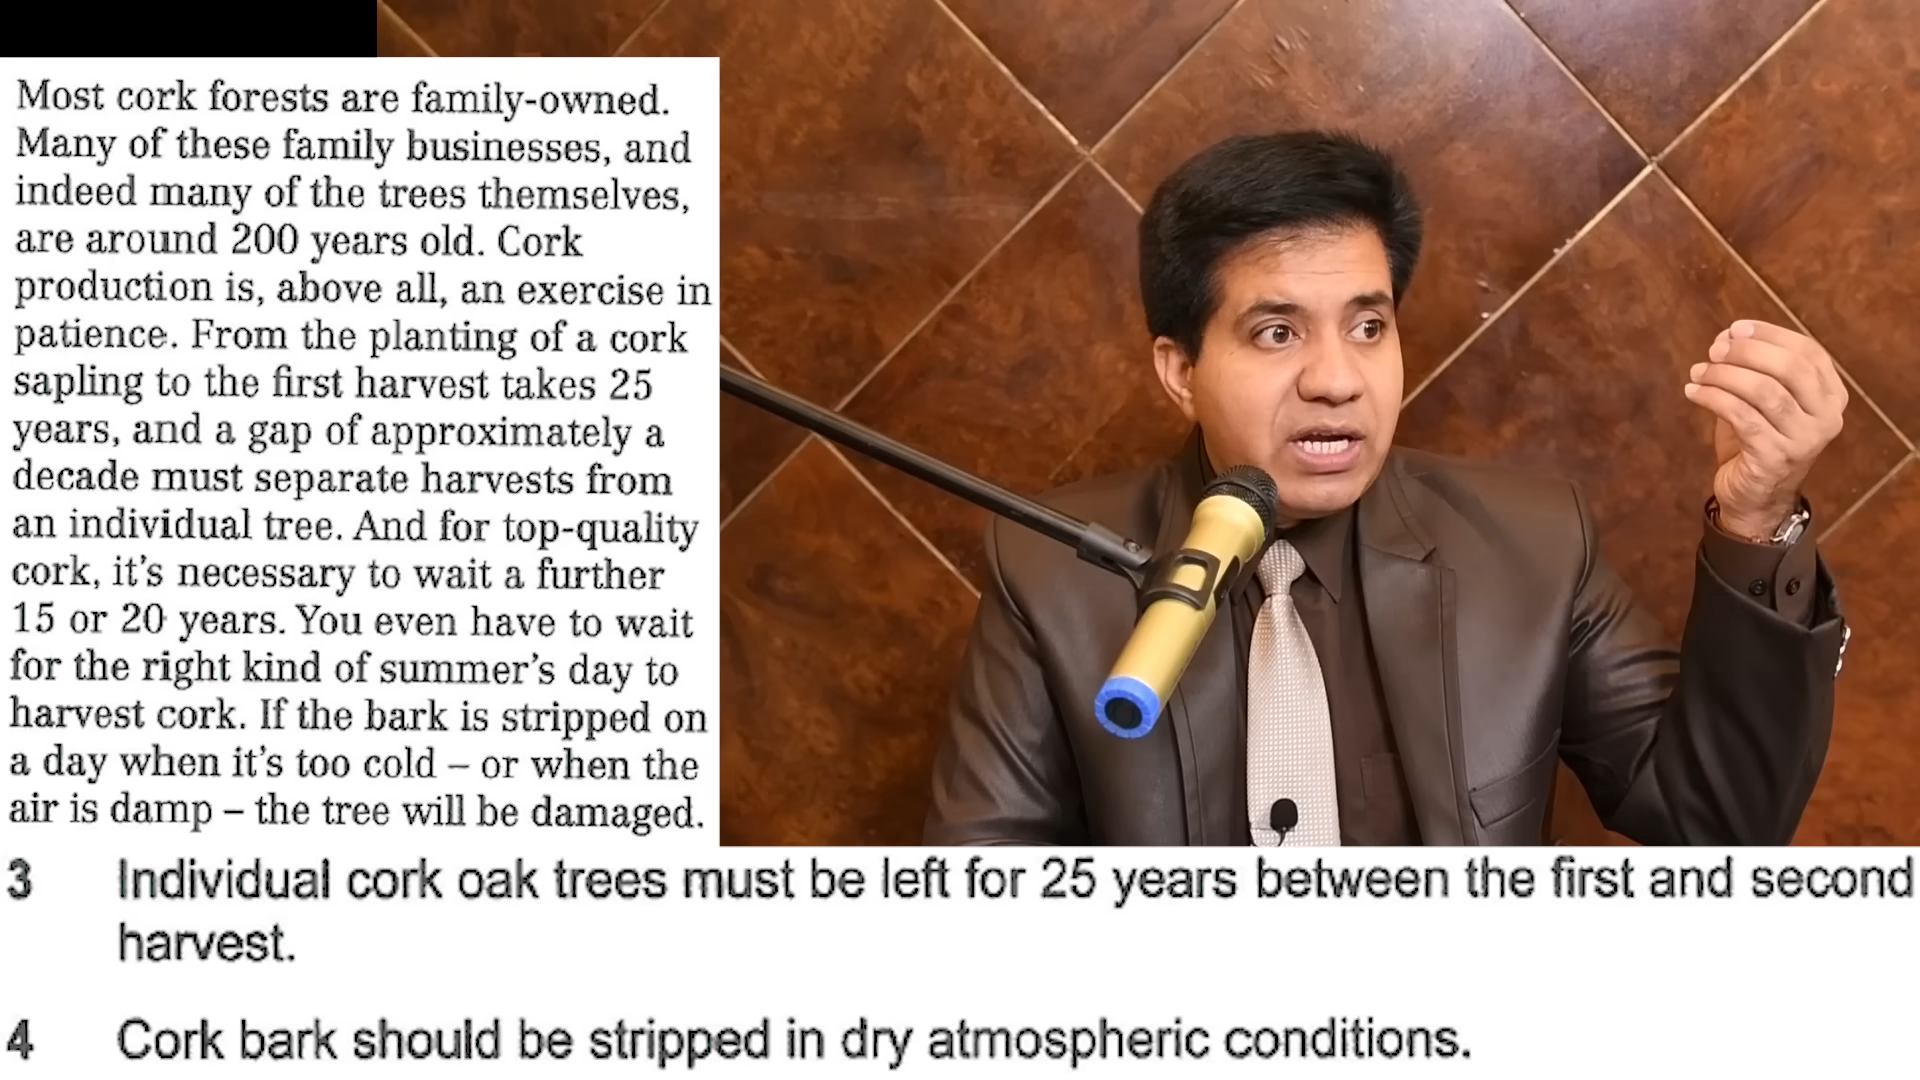 Most cork forests are family-owned.
Many of these family businesses, and
indeed many of the trees themselves,
are around 200 years old. Cork
production is, above all, an exercise in
patience. From the planting of a cork
sapling to the first harvest takes 25
years, and a gap of approximately a
decade must separate harvests from
an individual tree. And for top-quality
cork, it's necessary to wait a further
15 or 20 years. You even have to wait
for the right kind of summer's day to
harvest cork. If the bark is stripped on
a day when it's too cold – or when the
air is damp – the tree will be damaged.
3 Individual cork oak trees must be left for 25 years between the first and second
harvest.
4 Cork bark should be stripped in dry atmospheric conditions.